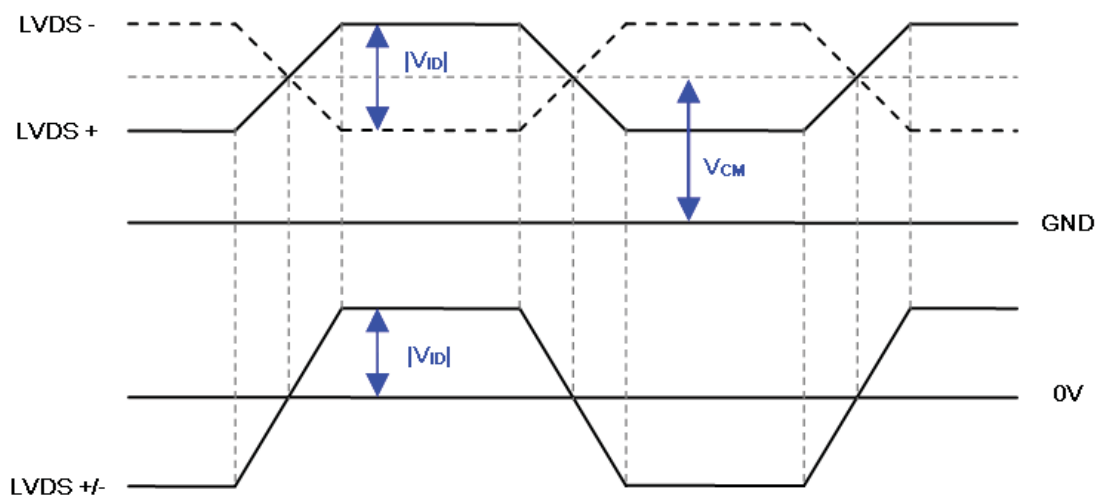 LVDS -
|VID|
LVDS +
VCM
GND
|VID|
0V
LVDS +/-